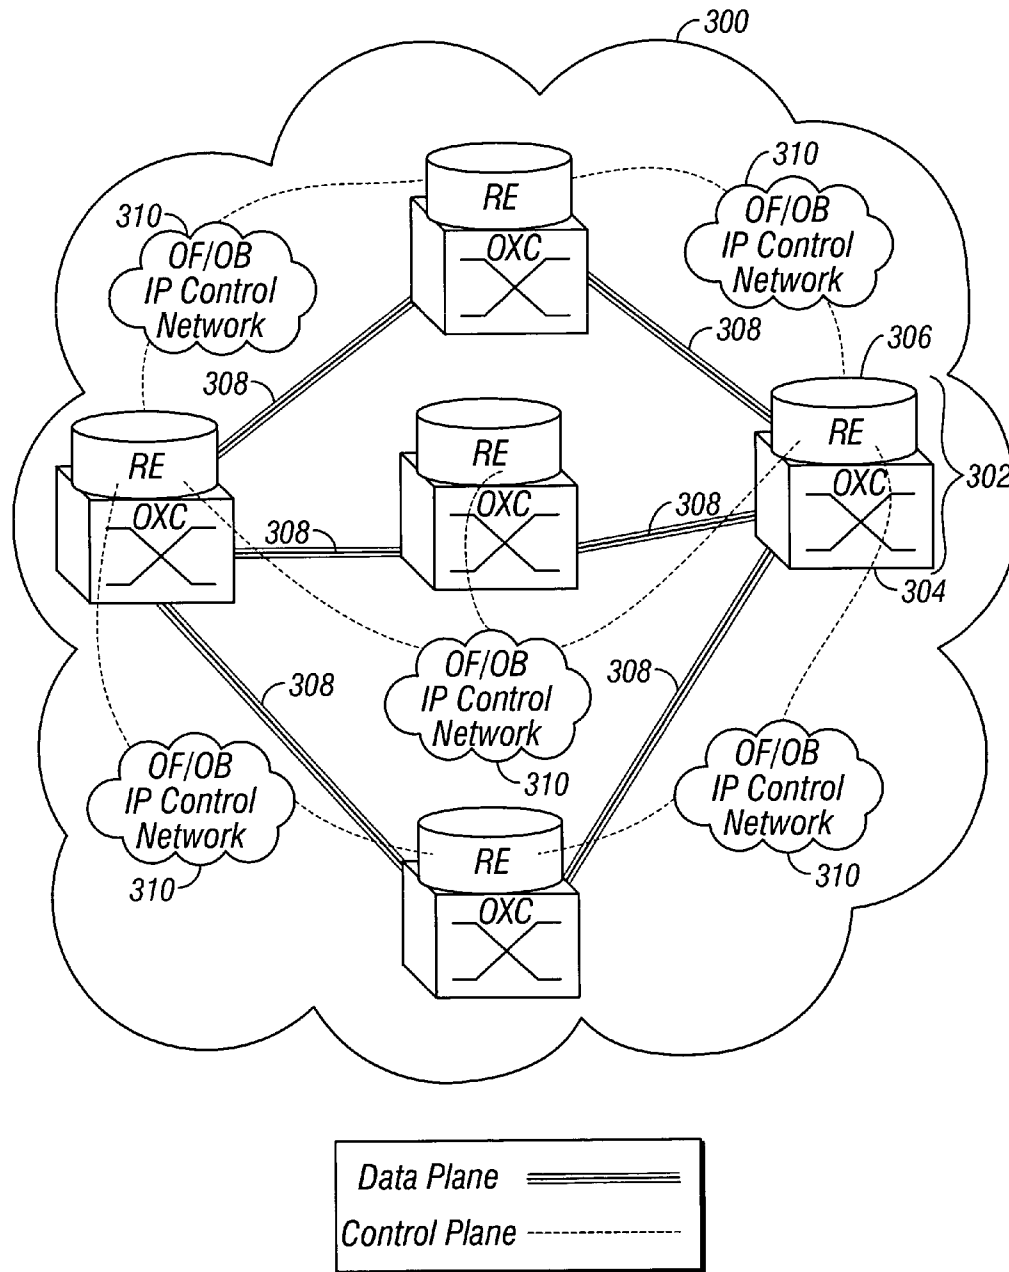 300
RE
OXC
310
OF/OB
IP Control
Network
310
OF/OB
IP Control
Network
308
308
306
RE
OXC
302
304
RE
OXC
RE
OXC
308
308
OF/OB
IP Control
Network
310
308
308
OF/OB
IP Control
Network
310
OF/OB
IP Control
Network
310
RE
OXC
Data Plane
Control Plane